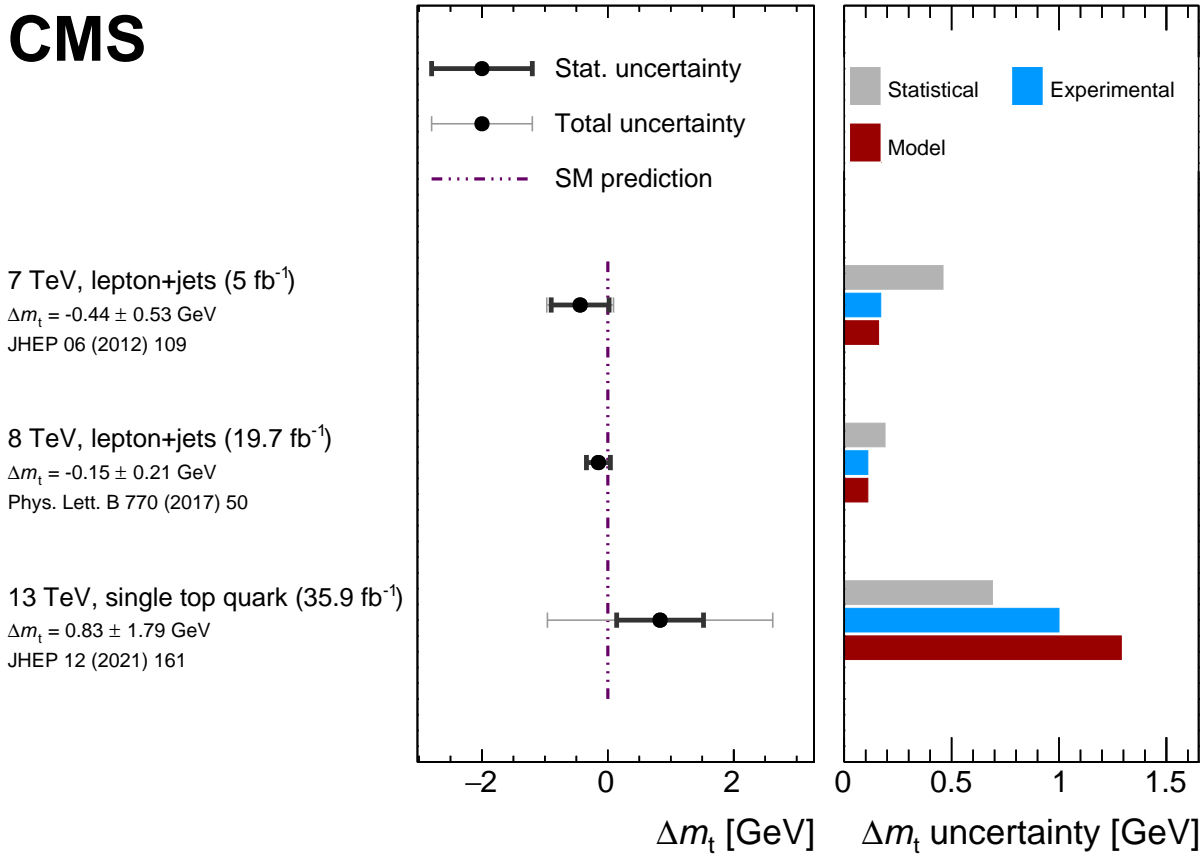 CMS
Stat. uncertainty
Total uncertainty
SM prediction
Statistical
Experimental
Model
7 TeV, lepton+jets (5 fb⁻¹)
Δmₜ = -0.44 ± 0.53 GeV
JHEP 06 (2012) 109
8 TeV, lepton+jets (19.7 fb⁻¹)
Δmₜ = -0.15 ± 0.21 GeV
Phys. Lett. B 770 (2017) 50
13 TeV, single top quark (35.9 fb⁻¹)
Δmₜ = 0.83 ± 1.79 GeV
JHEP 12 (2021) 161
−2 0 2
Δmₜ [GeV]
0 0.5 1 1.5
Δmₜ uncertainty [GeV]